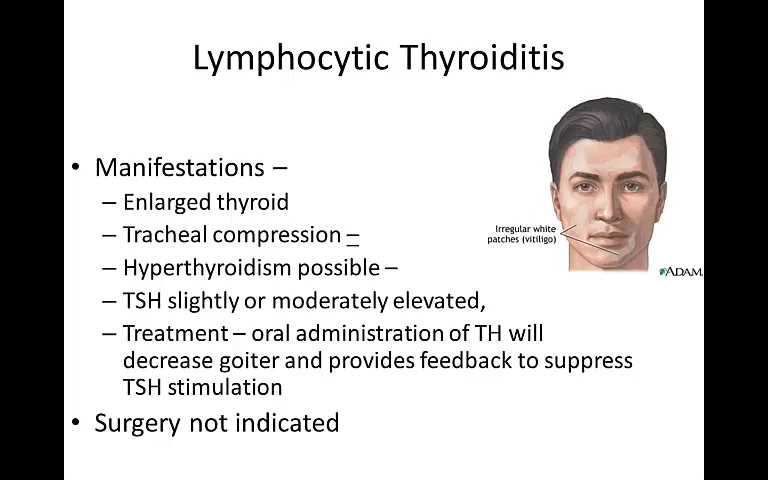 Lymphocytic Thyroiditis
• Manifestations –
– Enlarged thyroid
– Tracheal compression –
– Hyperthyroidism possible –
– TSH slightly or moderately elevated,
– Treatment – oral administration of TH will
decrease goiter and provides feedback to suppress
TSH stimulation
• Surgery not indicated
Irregular white
patches (vitiligo)
ADAM.